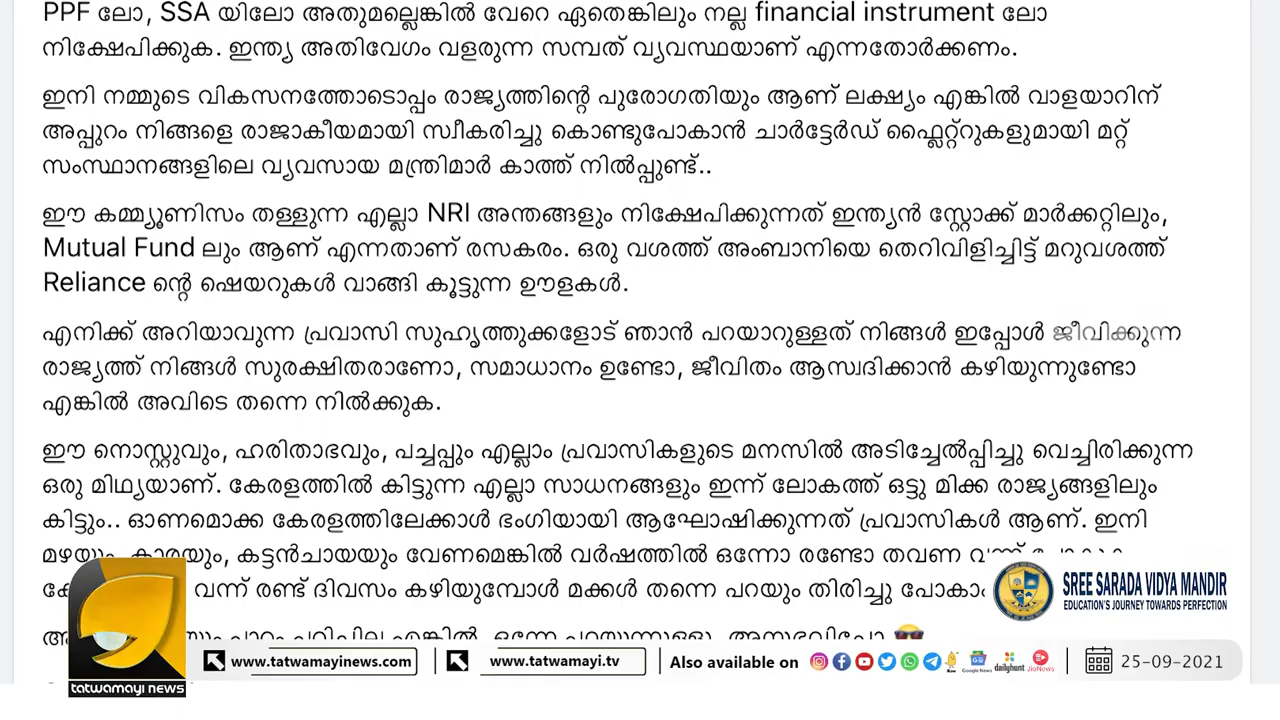 PPF ലോ, SSA യിലോ അതുമല്ലെങ്കിൽ വേറെ ഏതെങ്കിലും നല്ല financial instrument ലോ
നിക്ഷേപിക്കുക. ഇന്ത്യ അതിവേഗം വളരുന്ന സമ്പത് വ്യവസ്ഥയാണ് എന്നതോർക്കണം.
ഇനി നമ്മുടെ വികസനത്തോടൊപ്പം രാജ്യത്തിന്റെ പുരോഗതിയും ആണ് ലക്ഷ്യം എങ്കിൽ വാളയാറിന്
അപ്പുറം നിങ്ങളെ രാജാകീയമായി സ്വീകരിച്ചു കൊണ്ടുപോകാൻ ചാർട്ടേർഡ് ഫ്ലൈറ്റ്റുകളുമായി മറ്റ്
സംസ്ഥാനങ്ങളിലെ വ്യവസായ മന്ത്രിമാർ കാത്ത് നിൽപ്പുണ്ട്..
ഈ കമ്മ്യൂണിസം തള്ളുന്ന എല്ലാ NRI അന്തങ്ങളും നിക്ഷേപിക്കുന്നത് ഇന്ത്യൻ സ്റ്റോക്ക് മാർക്കറ്റിലും,
Mutual Fund ലും ആണ് എന്നതാണ് രസകരം. ഒരു വശത്ത് അംബാനിയെ തെറിവിളിച്ചിട്ട് മറുവശത്ത്
Reliance ന്റെ ഷെയറുകൾ വാങ്ങി കൂട്ടുന്ന ഊളകൾ.
എനിക്ക് അറിയാവുന്ന പ്രവാസി സുഹൃത്തുക്കളോട് ഞാൻ പറയാറുള്ളത് നിങ്ങൾ ഇപ്പോൾ ജീവിക്കുന്ന
രാജ്യത്ത് നിങ്ങൾ സുരക്ഷിതരാണോ, സമാധാനം ഉണ്ടോ, ജീവിതം ആസ്വദിക്കാൻ കഴിയുന്നുണ്ടോ
എങ്കിൽ അവിടെ തന്നെ നിൽക്കുക.
ഈ നൊസ്റ്റുവും, ഹരിതാഭവും, പച്ചപ്പും എല്ലാം പ്രവാസികളുടെ മനസിൽ അടിച്ചേൽപ്പിച്ചു വെച്ചിരിക്കുന്ന
ഒരു മിഥ്യയാണ്. കേരളത്തിൽ കിട്ടുന്ന എല്ലാ സാധനങ്ങളും ഇന്ന് ലോകത്ത് ഒട്ടു മിക്ക രാജ്യങ്ങളിലും
കിട്ടും.. ഓണമൊക്ക കേരളത്തിലേക്കാൾ ഭംഗിയായി ആഘോഷിക്കുന്നത് പ്രവാസികൾ ആണ്. ഇനി
മഴയും, കാറ്റും, കട്ടൻചായയും വേണമെങ്കിൽ വർഷത്തിൽ ഒന്നോ രണ്ടോ തവണ
വന്ന് രണ്ട് ദിവസം കഴിയുമ്പോൾ മക്കൾ തന്നെ പറയും തിരിച്ചു
SREE SARADA VIDYA MANDIR
EDUCATION'S JOURNEY TOWARDS PERFECTION
tatwamayi news
www.tatwamayinews.com
www.tatwamayi.tv
Also available on
Koo
Google News
dailyhunt
JioNews
25-09-2021